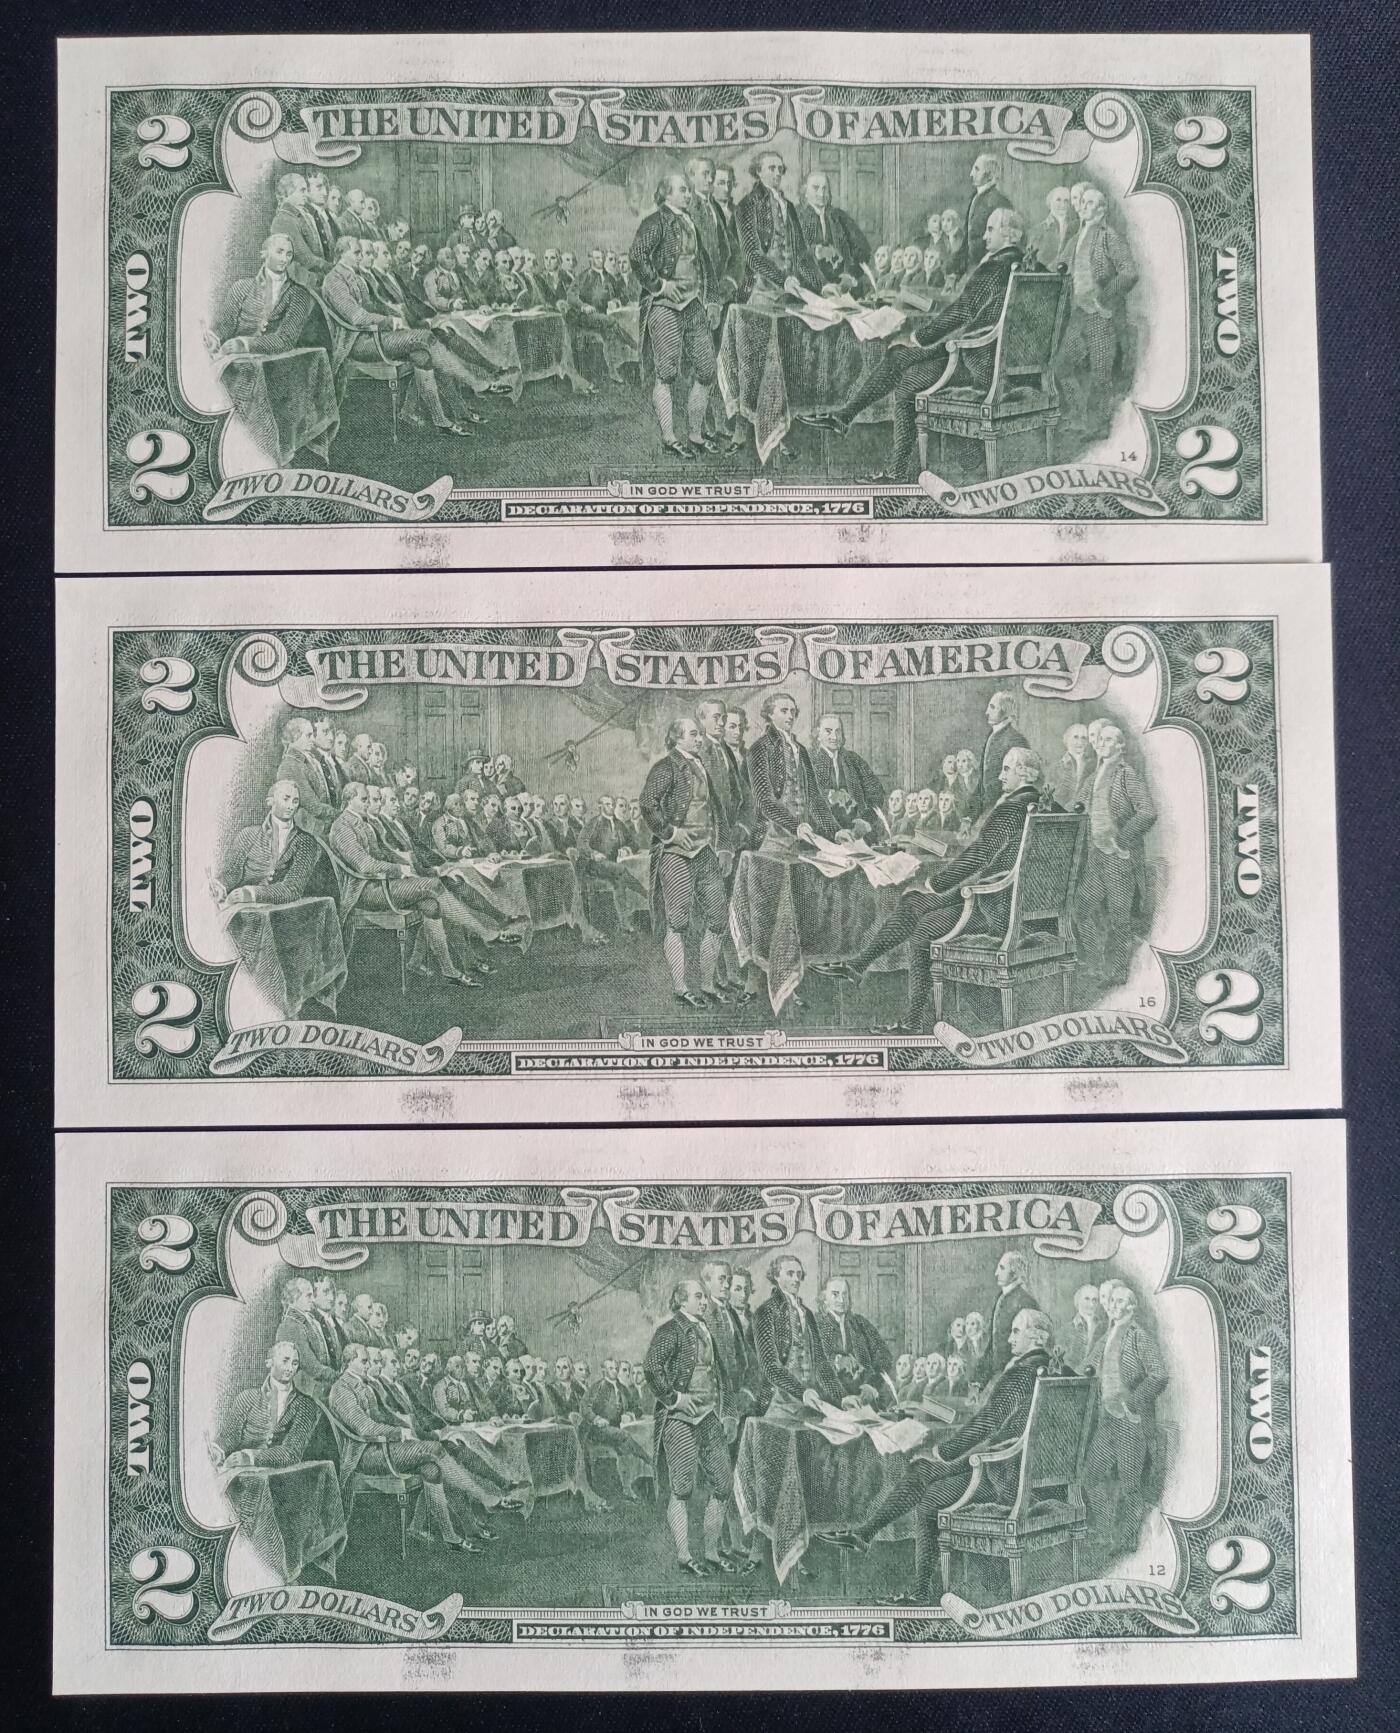 2 THE UNITED STATES OF AMERICA 2
TWO TWO
14
2 TWO DOLLARS IN GOD WE TRUST TWO DOLLARS 2
DECLARATION OF INDEPENDENCE, 1776
2 THE UNITED STATES OF AMERICA 2
TWO TWO
16
2 TWO DOLLARS IN GOD WE TRUST TWO DOLLARS 2
DECLARATION OF INDEPENDENCE, 1776
2 THE UNITED STATES OF AMERICA 2
TWO TWO
12
2 TWO DOLLARS IN GOD WE TRUST TWO DOLLARS 2
DECLARATION OF INDEPENDENCE, 1776